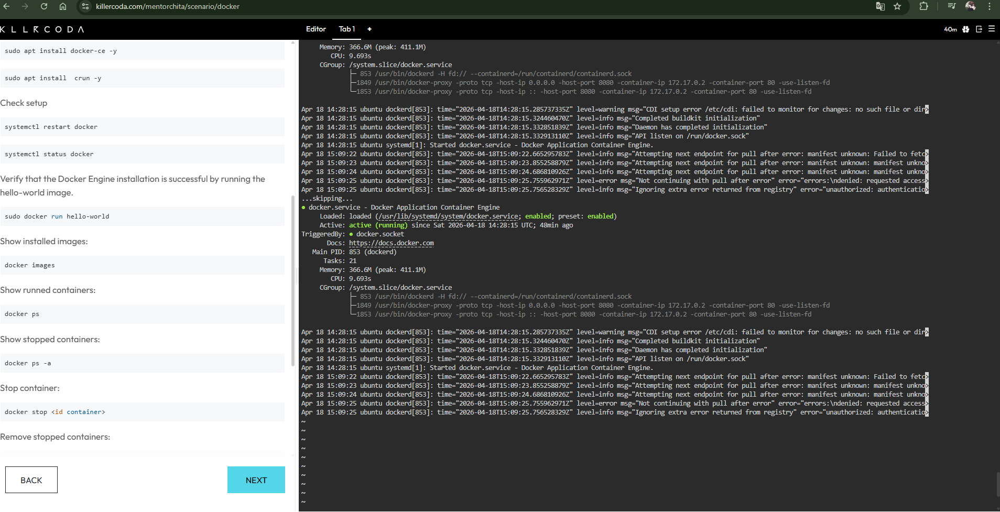 killercoda.com/mentorchita/scenario/docker
KLLRCODA
Editor
Tab 1
+
40m
sudo apt install docker-ce -y
sudo apt install  crun -y
Check setup
systemctl restart docker
systemctl status docker
Verify that the Docker Engine installation is successful by running the
hello-world image.
sudo docker run hello-world
Show installed images:
docker images
Show runned containers:
docker ps
Show stopped containers:
docker ps -a
Stop container:
docker stop <id container>
Remove stopped containers:
BACK
NEXT
Memory: 366.6M (peak: 411.1M)
CPU: 9.693s
CGroup: /system.slice/docker.service
├─ 853 /usr/bin/dockerd -H fd:// --containerd=/run/containerd/containerd.sock
├─1849 /usr/bin/docker-proxy -proto tcp -host-ip 0.0.0.0 -host-port 8080 -container-ip 172.17.0.2 -container-port 80 -use-listen-fd
└─1853 /usr/bin/docker-proxy -proto tcp -host-ip :: -host-port 8080 -container-ip 172.17.0.2 -container-port 80 -use-listen-fd
Apr 18 14:28:15 ubuntu dockerd[853]: time="2026-04-18T14:28:15.285737335Z" level=warning msg="CDI setup error /etc/cdi: failed to monitor for changes: no such file or dir>
Apr 18 14:28:15 ubuntu dockerd[853]: time="2026-04-18T14:28:15.324460470Z" level=info msg="Completed buildkit initialization"
Apr 18 14:28:15 ubuntu dockerd[853]: time="2026-04-18T14:28:15.332851839Z" level=info msg="Daemon has completed initialization"
Apr 18 14:28:15 ubuntu dockerd[853]: time="2026-04-18T14:28:15.332913110Z" level=info msg="API listen on /run/docker.sock"
Apr 18 14:28:15 ubuntu systemd[1]: Started docker.service - Docker Application Container Engine.
Apr 18 15:09:22 ubuntu dockerd[853]: time="2026-04-18T15:09:22.665295783Z" level=info msg="Attempting next endpoint for pull after error: manifest unknown: Failed to fetc>
Apr 18 15:09:23 ubuntu dockerd[853]: time="2026-04-18T15:09:23.855258879Z" level=info msg="Attempting next endpoint for pull after error: manifest unknown: manifest unkno>
Apr 18 15:09:24 ubuntu dockerd[853]: time="2026-04-18T15:09:24.686810926Z" level=info msg="Attempting next endpoint for pull after error: manifest unknown: manifest unkno>
Apr 18 15:09:25 ubuntu dockerd[853]: time="2026-04-18T15:09:25.755962971Z" level=error msg="Not continuing with pull after error" error="errors:\ndenied: requested access>
Apr 18 15:09:25 ubuntu dockerd[853]: time="2026-04-18T15:09:25.756528329Z" level=info msg="Ignoring extra error returned from registry" error="unauthorized: authenticatio>
...skipping...
● docker.service - Docker Application Container Engine
Loaded: loaded (/usr/lib/systemd/system/docker.service; enabled; preset: enabled)
Active: active (running) since Sat 2026-04-18 14:28:15 UTC; 48min ago
TriggeredBy: ● docker.socket
Docs: https://docs.docker.com
Main PID: 853 (dockerd)
Tasks: 21
Memory: 366.6M (peak: 411.1M)
CPU: 9.693s
CGroup: /system.slice/docker.service
├─ 853 /usr/bin/dockerd -H fd:// --containerd=/run/containerd/containerd.sock
├─1849 /usr/bin/docker-proxy -proto tcp -host-ip 0.0.0.0 -host-port 8080 -container-ip 172.17.0.2 -container-port 80 -use-listen-fd
└─1853 /usr/bin/docker-proxy -proto tcp -host-ip :: -host-port 8080 -container-ip 172.17.0.2 -container-port 80 -use-listen-fd
Apr 18 14:28:15 ubuntu dockerd[853]: time="2026-04-18T14:28:15.285737335Z" level=warning msg="CDI setup error /etc/cdi: failed to monitor for changes: no such file or dir>
Apr 18 14:28:15 ubuntu dockerd[853]: time="2026-04-18T14:28:15.324460470Z" level=info msg="Completed buildkit initialization"
Apr 18 14:28:15 ubuntu dockerd[853]: time="2026-04-18T14:28:15.332851839Z" level=info msg="Daemon has completed initialization"
Apr 18 14:28:15 ubuntu dockerd[853]: time="2026-04-18T14:28:15.332913110Z" level=info msg="API listen on /run/docker.sock"
Apr 18 14:28:15 ubuntu systemd[1]: Started docker.service - Docker Application Container Engine.
Apr 18 15:09:22 ubuntu dockerd[853]: time="2026-04-18T15:09:22.665295783Z" level=info msg="Attempting next endpoint for pull after error: manifest unknown: Failed to fetc>
Apr 18 15:09:23 ubuntu dockerd[853]: time="2026-04-18T15:09:23.855258879Z" level=info msg="Attempting next endpoint for pull after error: manifest unknown: manifest unkno>
Apr 18 15:09:24 ubuntu dockerd[853]: time="2026-04-18T15:09:24.686810926Z" level=info msg="Attempting next endpoint for pull after error: manifest unknown: manifest unkno>
Apr 18 15:09:25 ubuntu dockerd[853]: time="2026-04-18T15:09:25.755962971Z" level=error msg="Not continuing with pull after error" error="errors:\ndenied: requested access>
Apr 18 15:09:25 ubuntu dockerd[853]: time="2026-04-18T15:09:25.756528329Z" level=info msg="Ignoring extra error returned from registry" error="unauthorized: authenticatio>
~
~
~
~
~
~
~
~
~
~